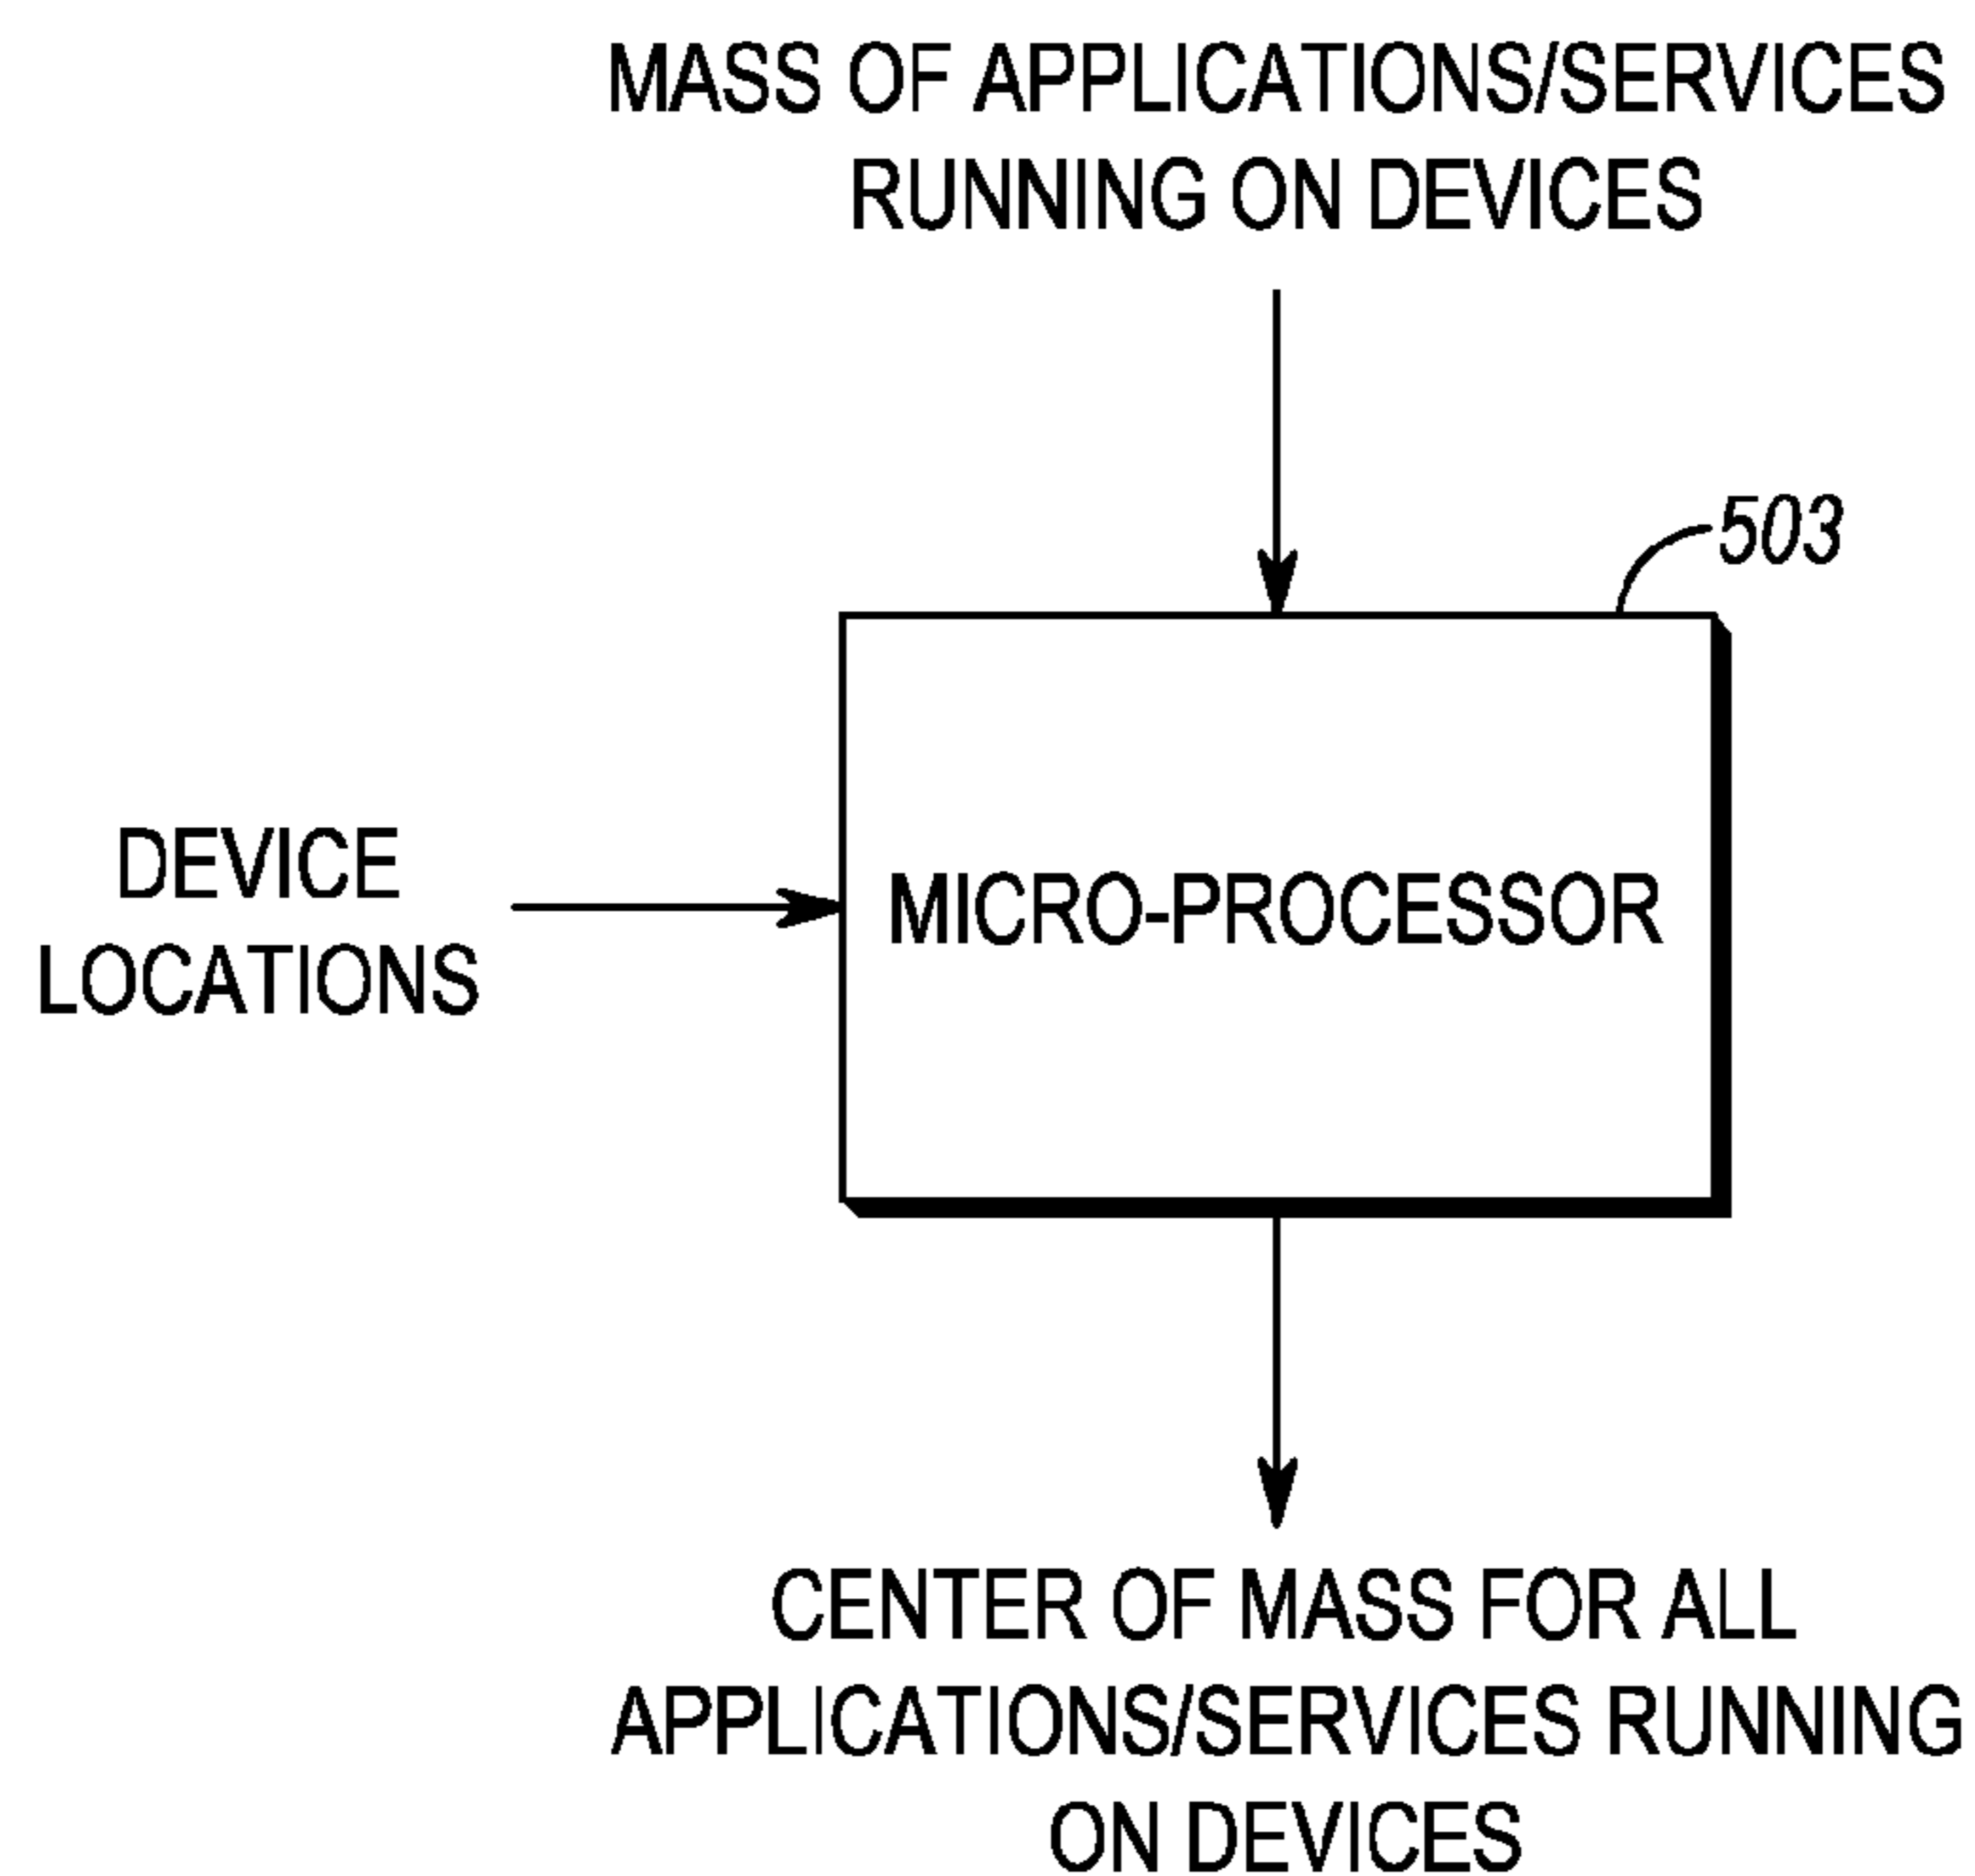 MASS OF APPLICATIONS/SERVICES
RUNNING ON DEVICES
503
DEVICE
LOCATIONS
MICRO-PROCESSOR
CENTER OF MASS FOR ALL
APPLICATIONS/SERVICES RUNNING
ON DEVICES